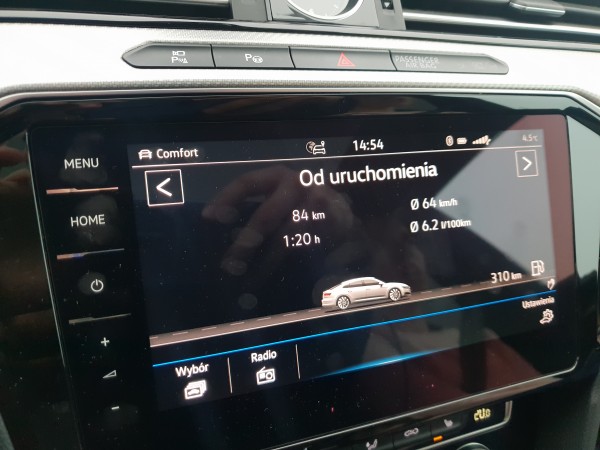 P
P
PASSENGER
AIR BAG
MENU
Comfort
14:54
4.5°C
<
Od uruchomienia
>
HOME
84 km
Ø 64 km/h
1:20 h
Ø 6.2 l/100km
310 km
+
-
Ustawienia
Wybór
Radio